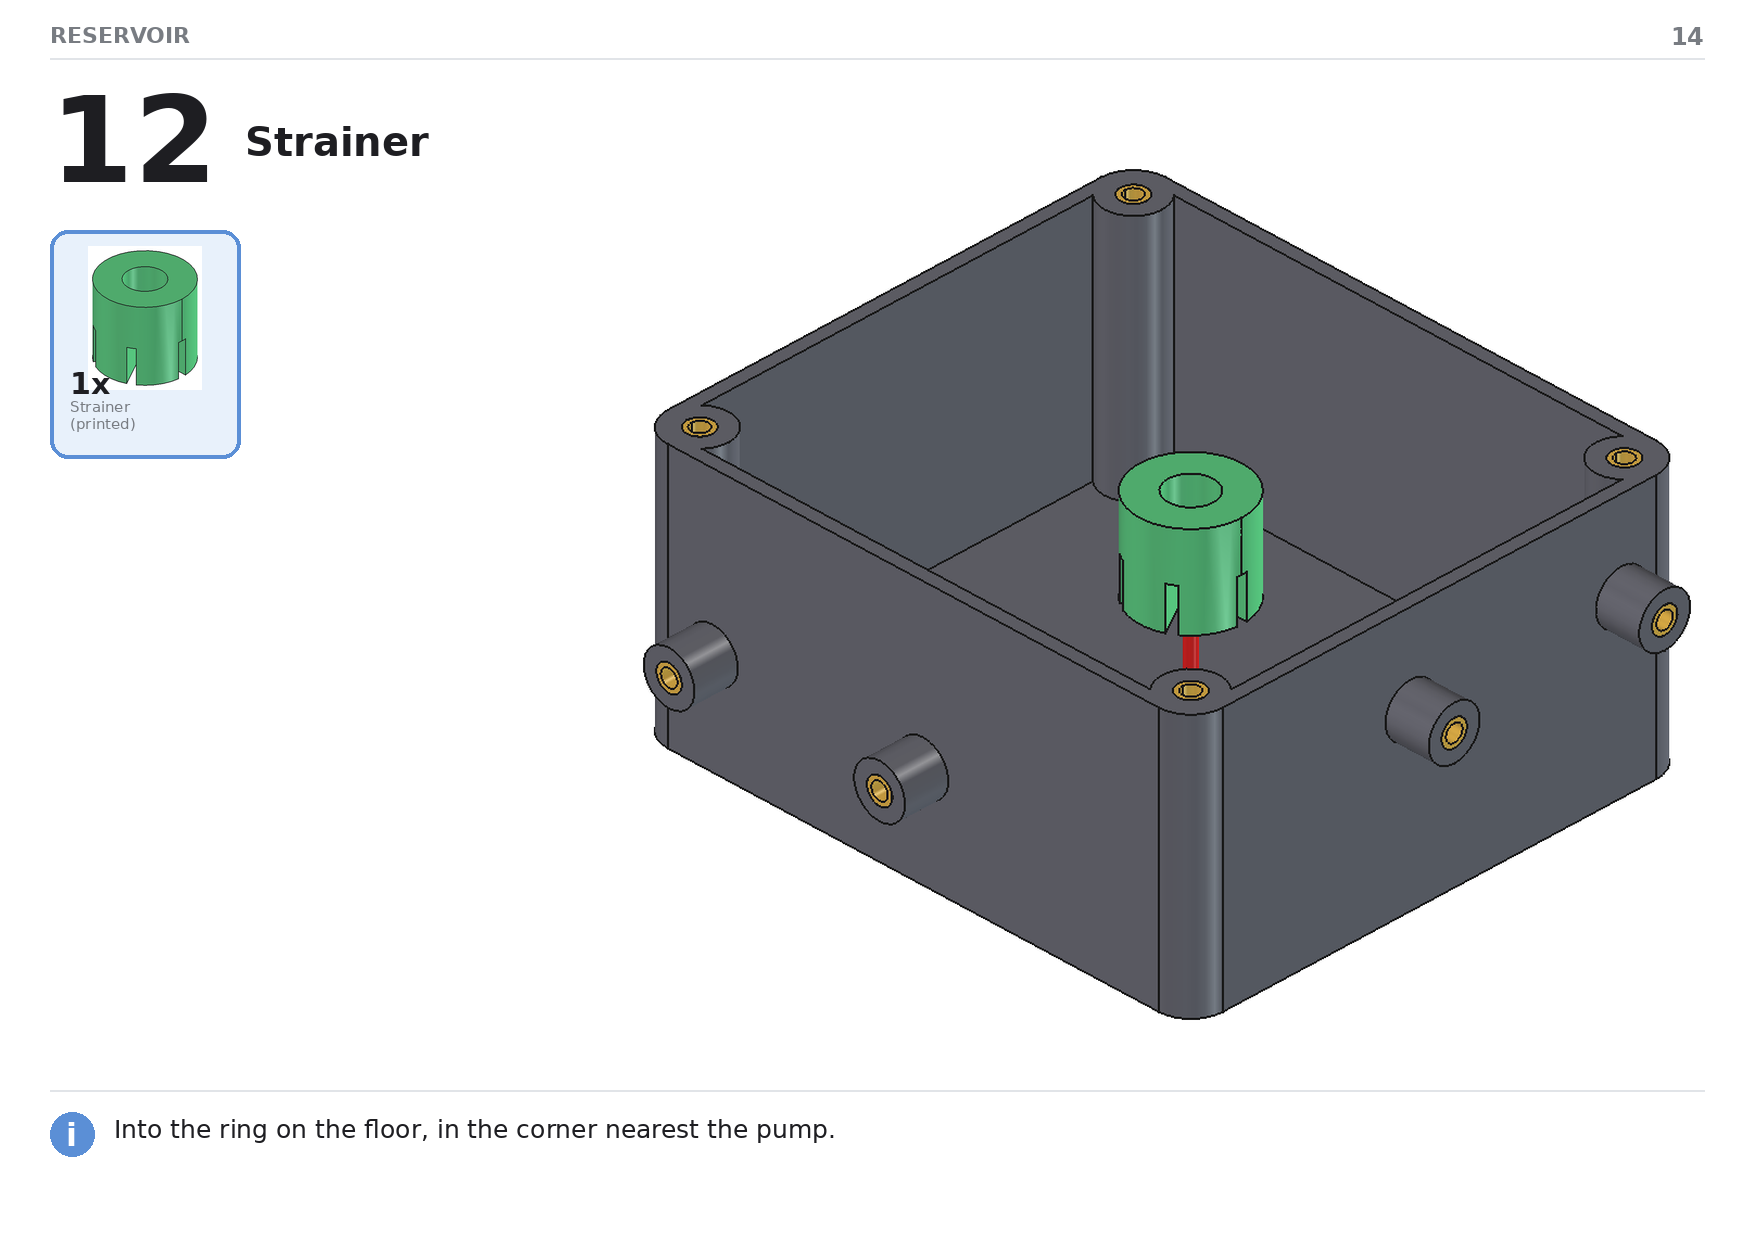 RESERVOIR
14
12 Strainer
1x
Strainer
(printed)
i Into the ring on the floor, in the corner nearest the pump.